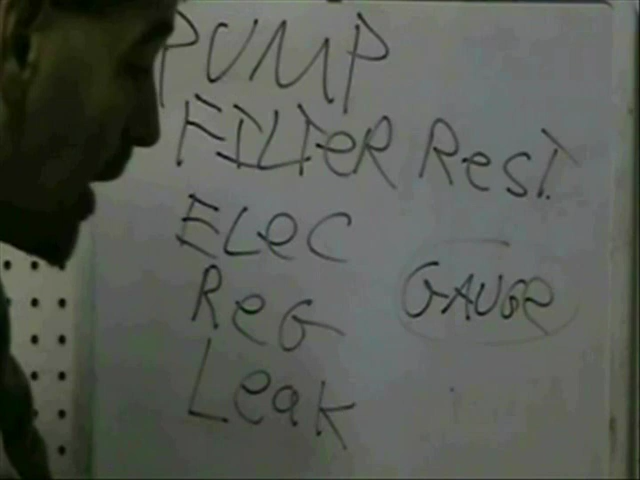 PUMP
FILTeR ResT.
ELeC
ReG
GAUGe
Leak